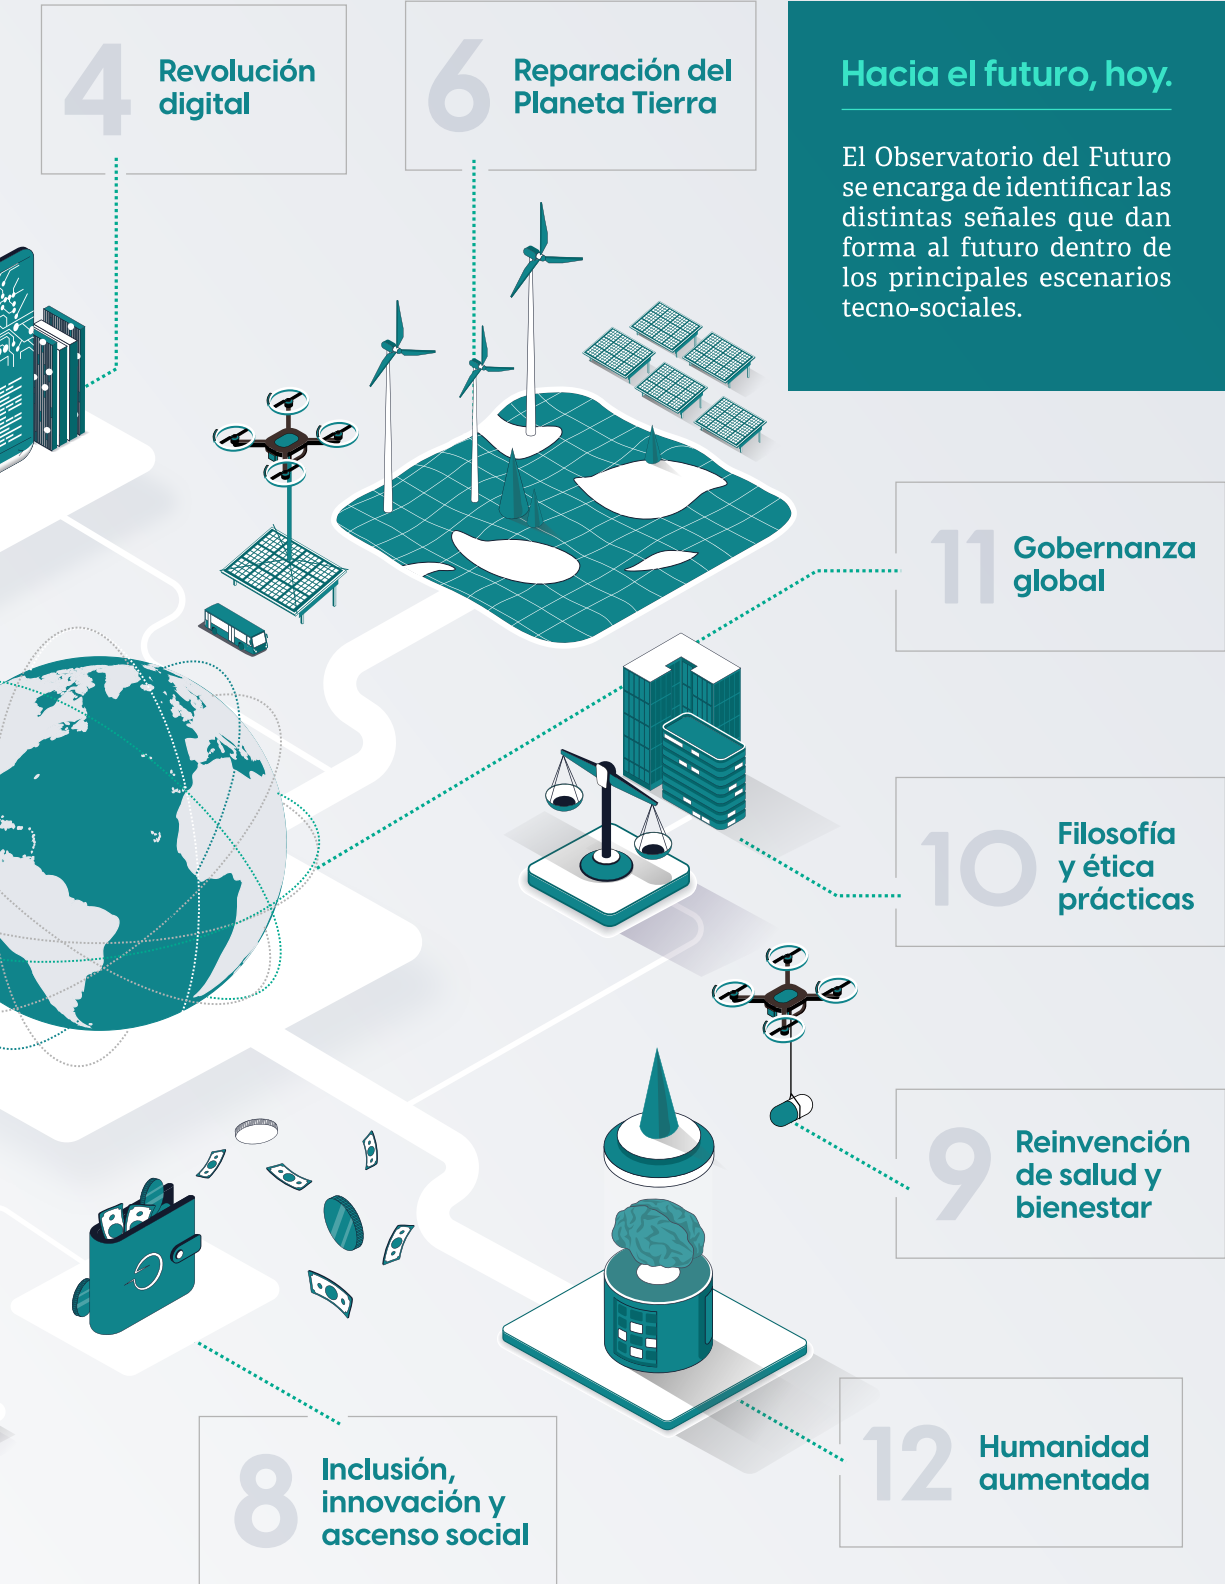 4
Revolución
digital
6
Reparación del
Planeta Tierra
Hacia el futuro, hoy.
El Observatorio del Futuro
se encarga de identificar las
distintas señales que dan
forma al futuro dentro de
los principales escenarios
tecno-sociales.
11
Gobernanza
global
10
Filosofía
y ética
prácticas
9
Reinvención
de salud y
bienestar
12
Humanidad
aumentada
8
Inclusión,
innovación y
ascenso social